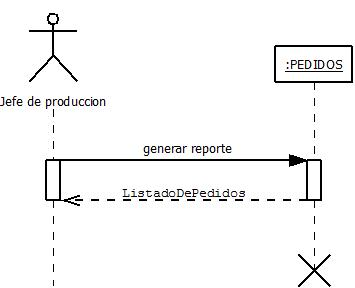 :PEDIDOS
Jefe de produccion
generar reporte
ListadoDePedidos